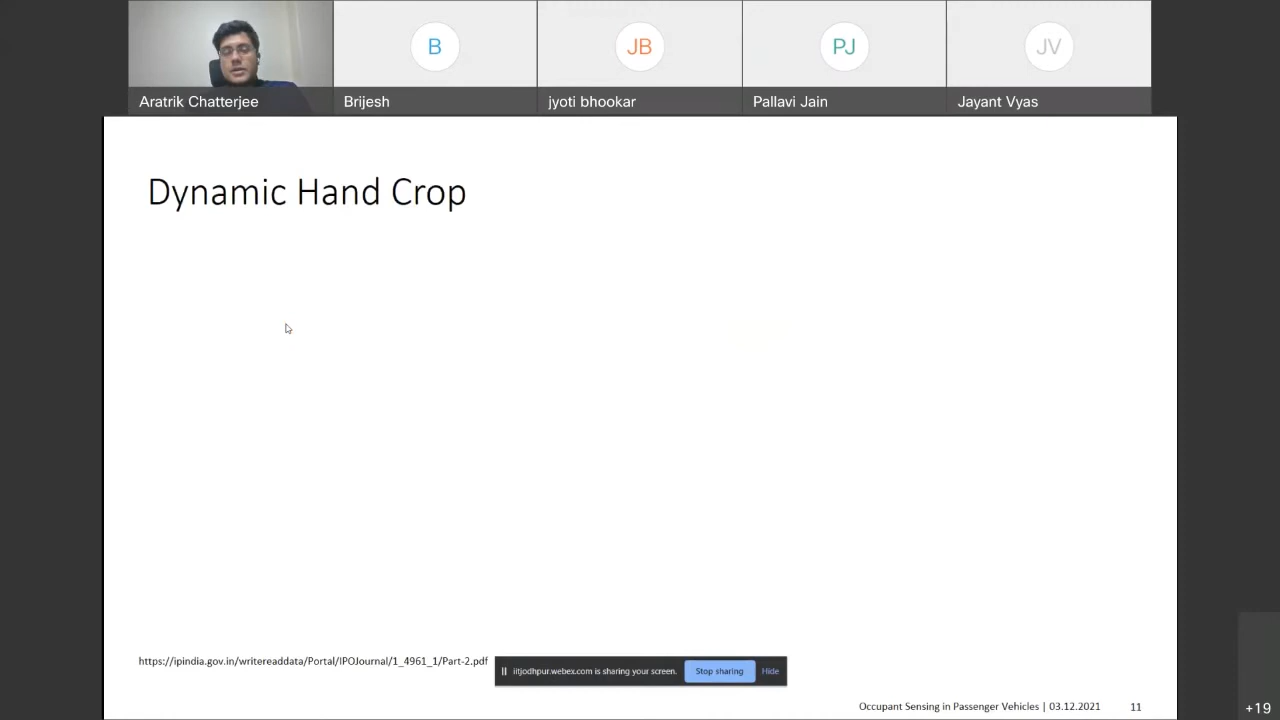 B
JB
PJ
JV
Aratrik Chatterjee
Brijesh
jyoti bhookar
Pallavi Jain
Jayant Vyas
Dynamic Hand Crop
https://ipindia.gov.in/writereaddata/Portal/IPOJournal/1_4961_1/Part-2.pdf
iitjodhpur.webex.com is sharing your screen.
Stop sharing
Hide
Occupant Sensing in Passenger Vehicles | 03.12.2021
11
+19